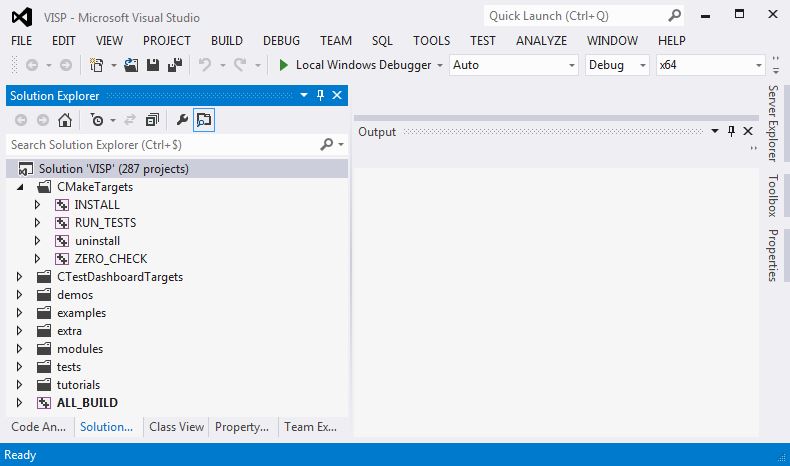 VISP - Microsoft Visual Studio
Quick Launch (Ctrl+Q)
FILE EDIT VIEW PROJECT BUILD DEBUG TEAM SQL TOOLS TEST ANALYZE WINDOW HELP
Local Windows Debugger Auto Debug x64
Solution Explorer
Search Solution Explorer (Ctrl+$)
Solution 'VISP' (287 projects)
CMakeTargets
INSTALL
RUN_TESTS
uninstall
ZERO_CHECK
CTestDashboardTargets
demos
examples
extra
modules
tests
tutorials
ALL_BUILD
Code An... Solution... Class View Property... Team Ex...
Output
Server Explorer
Toolbox
Properties
Ready